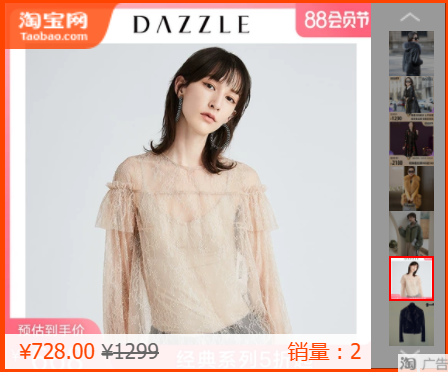 淘宝网
Taobao.com
DAZZLE
88会员节
预估到手价
¥728.00 ¥1299
经典系列5折
销量：2
淘 广告